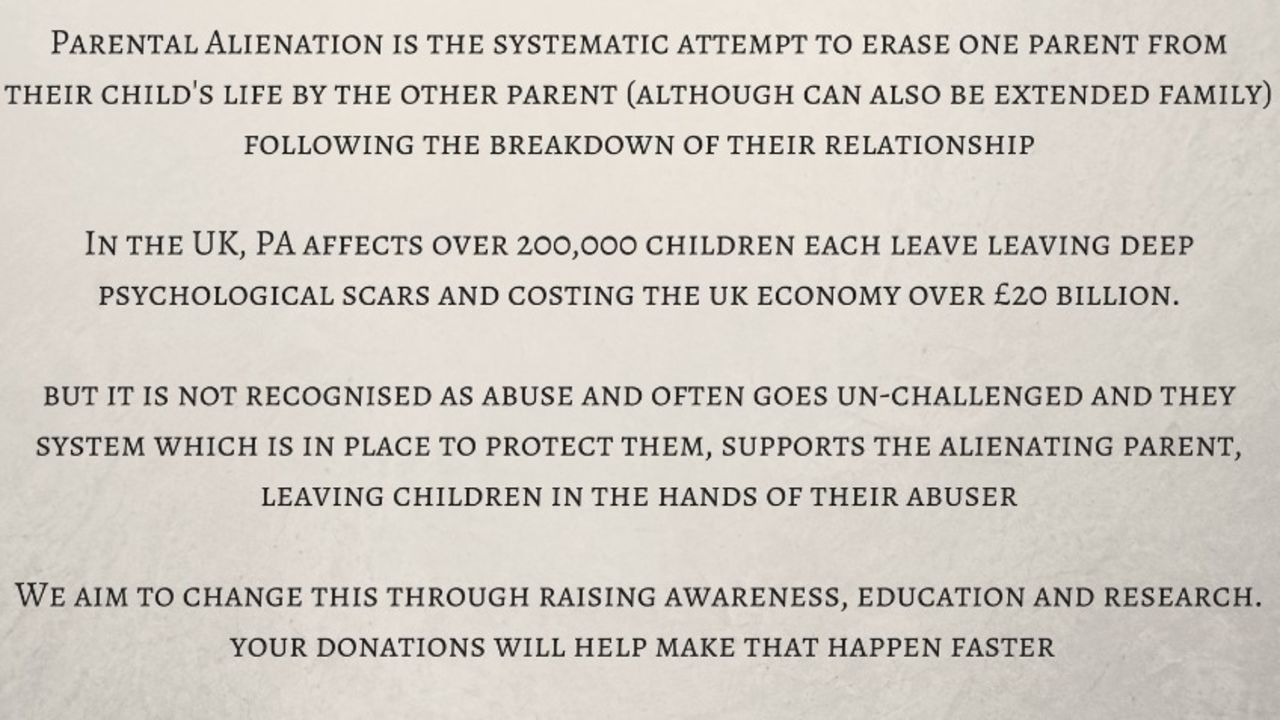 Parental Alienation is the systematic attempt to erase one parent from
their child's life by the other parent (although can also be extended family)
following the breakdown of their relationship
In the UK, PA affects over 200,000 children each leave leaving deep
psychological scars and costing the uk economy over £20 billion.
but it is not recognised as abuse and often goes un-challenged and they
system which is in place to protect them, supports the alienating parent,
leaving children in the hands of their abuser
We aim to change this through raising awareness, education and research.
your donations will help make that happen faster